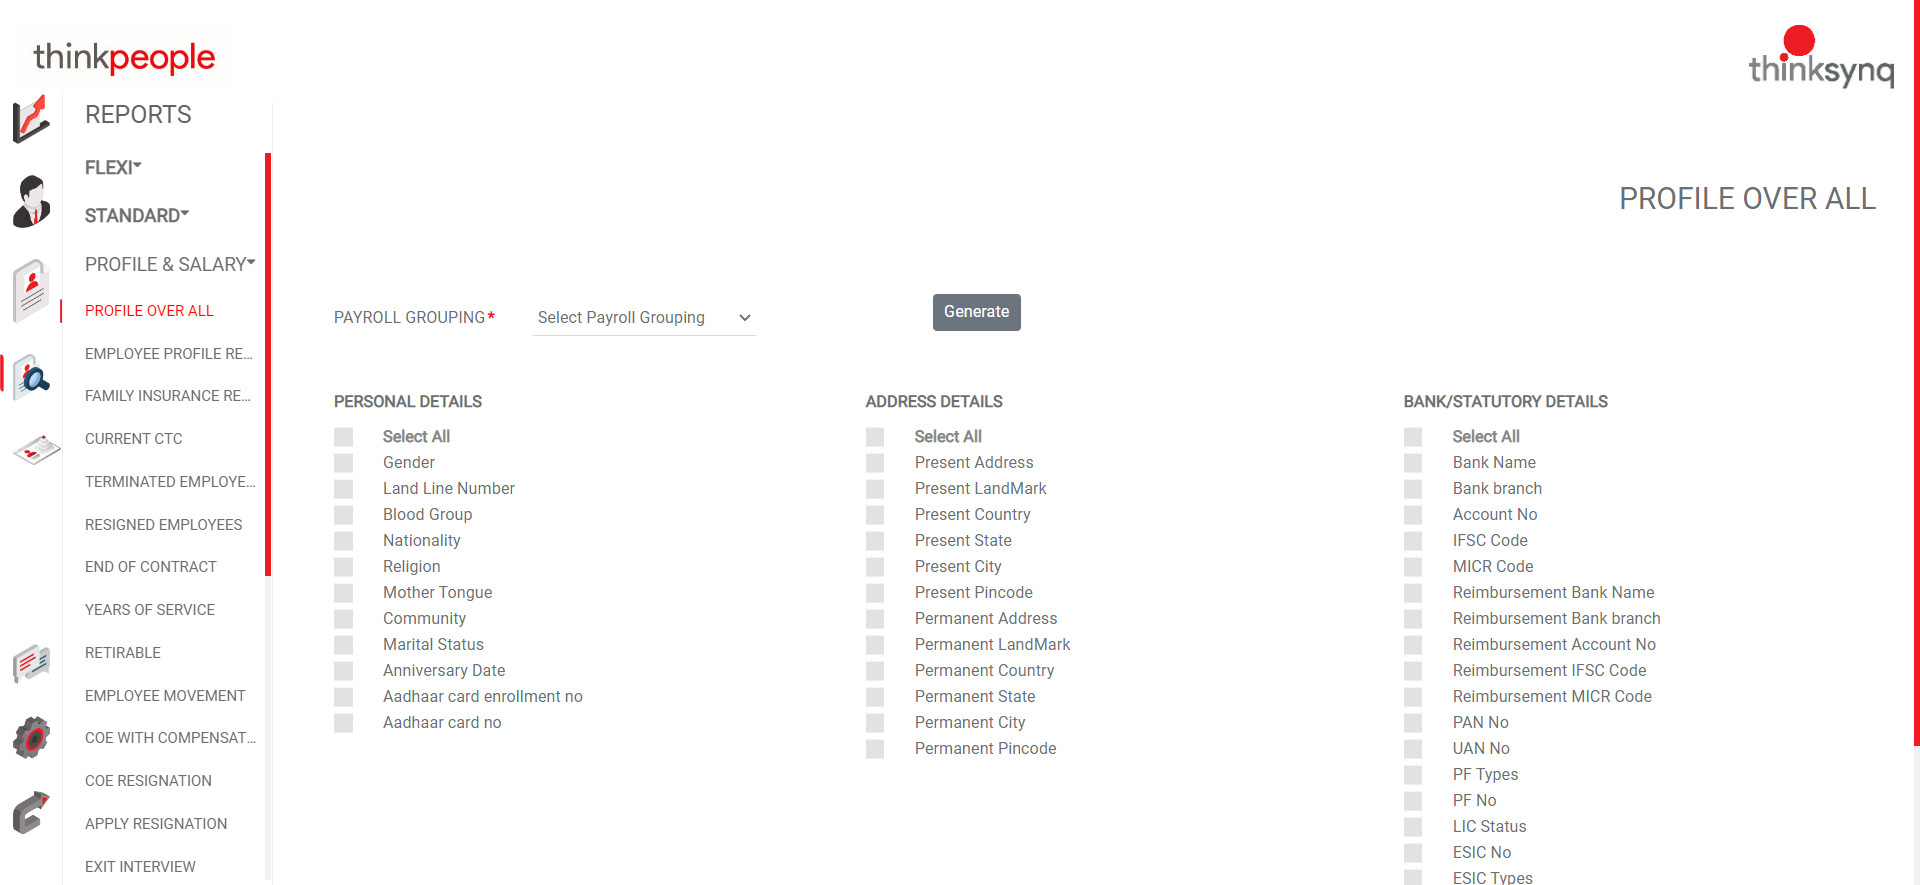 thinkpeople
thinksynq
REPORTS
FLEXI
STANDARD
PROFILE & SALARY
PROFILE OVER ALL
EMPLOYEE PROFILE RE...
FAMILY INSURANCE RE...
CURRENT CTC
TERMINATED EMPLOYE...
RESIGNED EMPLOYEES
END OF CONTRACT
YEARS OF SERVICE
RETIRABLE
EMPLOYEE MOVEMENT
COE WITH COMPENSAT...
COE RESIGNATION
APPLY RESIGNATION
EXIT INTERVIEW
PROFILE OVER ALL
PAYROLL GROUPING*
Select Payroll Grouping
Generate
PERSONAL DETAILS
Select All
Gender
Land Line Number
Blood Group
Nationality
Religion
Mother Tongue
Community
Marital Status
Anniversary Date
Aadhaar card enrollment no
Aadhaar card no
ADDRESS DETAILS
Select All
Present Address
Present LandMark
Present Country
Present State
Present City
Present Pincode
Permanent Address
Permanent LandMark
Permanent Country
Permanent State
Permanent City
Permanent Pincode
BANK/STATUTORY DETAILS
Select All
Bank Name
Bank branch
Account No
IFSC Code
MICR Code
Reimbursement Bank Name
Reimbursement Bank branch
Reimbursement Account No
Reimbursement IFSC Code
Reimbursement MICR Code
PAN No
UAN No
PF Types
PF No
LIC Status
ESIC No
ESIC Types